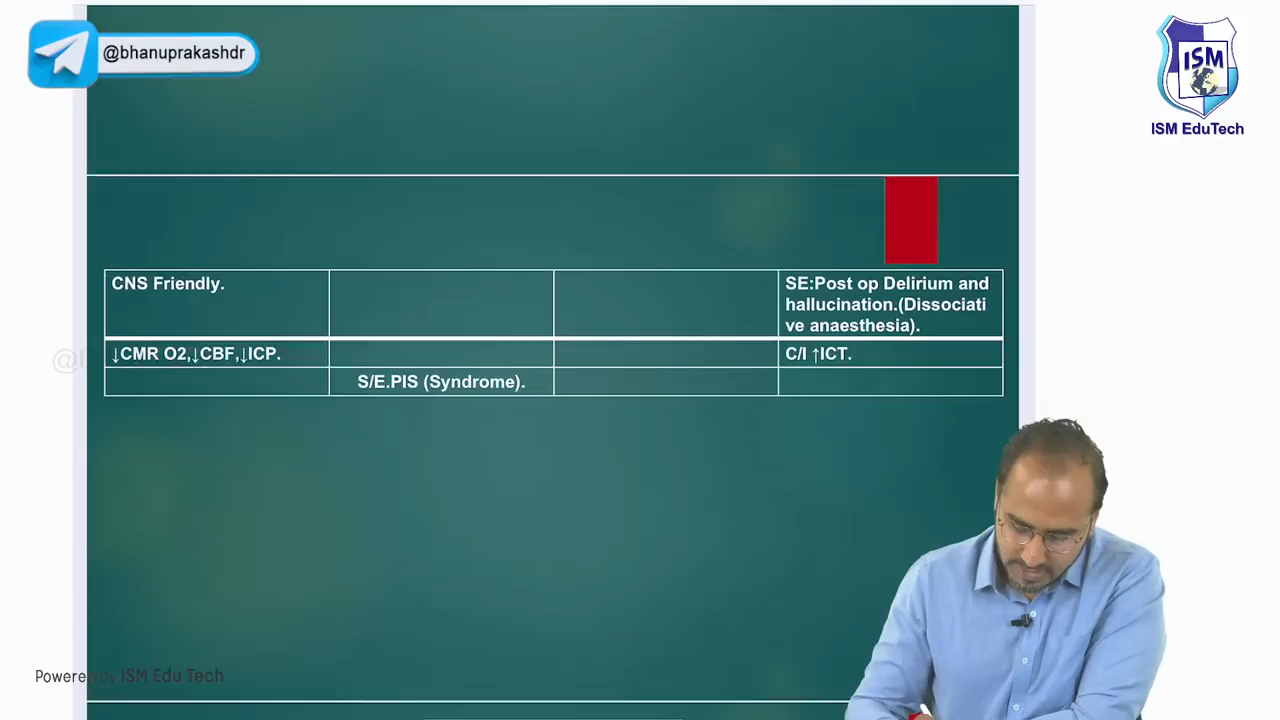 @bhanuprakashdr
ISM
ISM EduTech
CNS Friendly.
SE:Post op Delirium and
hallucination.(Dissociati
ve anaesthesia).
↓CMR O2,↓CBF,↓ICP.
C/I ↑ICT.
S/E.PIS (Syndrome).
Powered by ISM Edu Tech